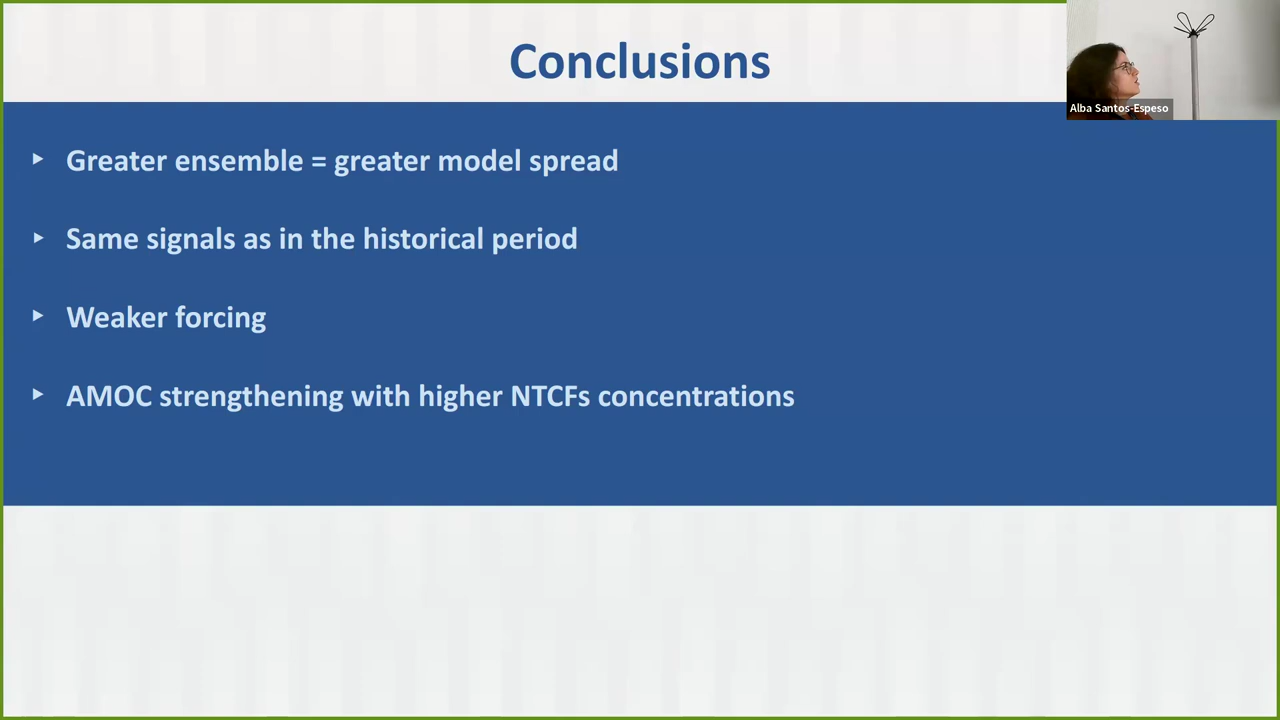 Conclusions
Alba Santos-Espeso
‣ Greater ensemble = greater model spread
‣ Same signals as in the historical period
‣ Weaker forcing
‣ AMOC strengthening with higher NTCFs concentrations